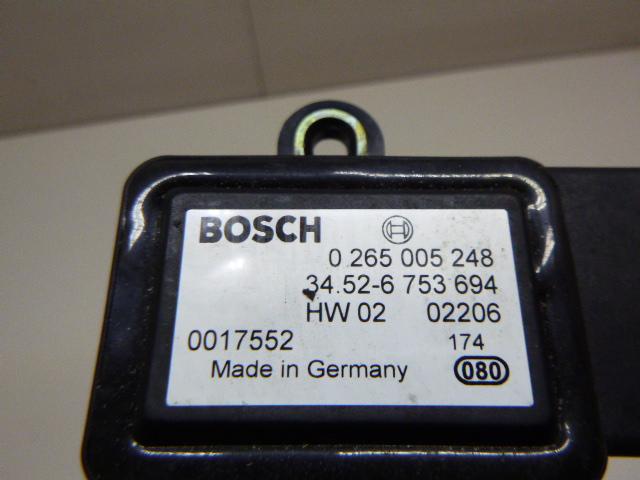 BOSCH
0 265 005 248
34.52-6 753 694
HW 02 02206
0017552 174
Made in Germany 080